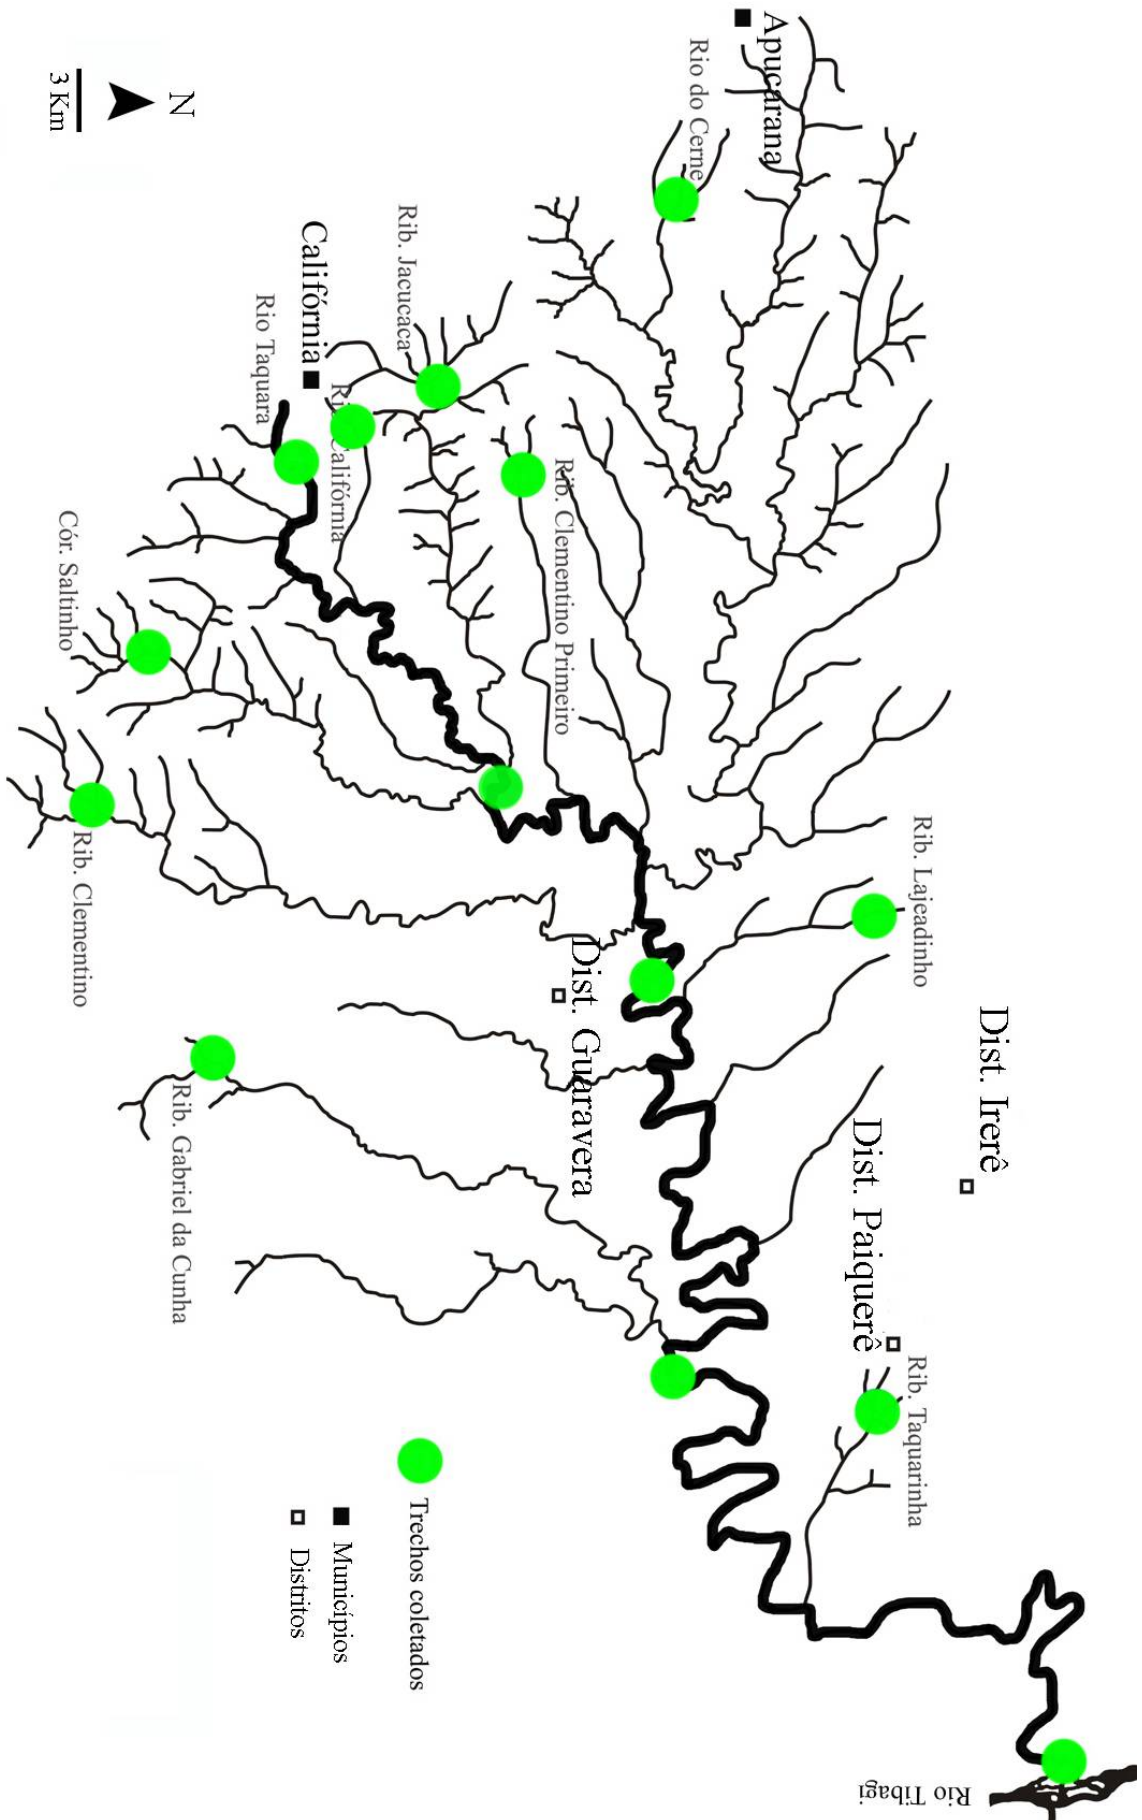 Apucarana
Rio do Cerne
N
3 Km
Rib. Jacucaca
Califórnia
Rio Taquara
Rib. Califórnia
Rib. Clementino Primeiro
Cór. Saltinho
Rib. Clementino
Rib. Lajeadinho
Dist. Irerê
Dist. Guaravera
Dist. Paiquerê
Rib. Gabriel da Cunha
Rib. Taquarinha
Trechos coletados
Municípios
Distritos
Rio Tibagi